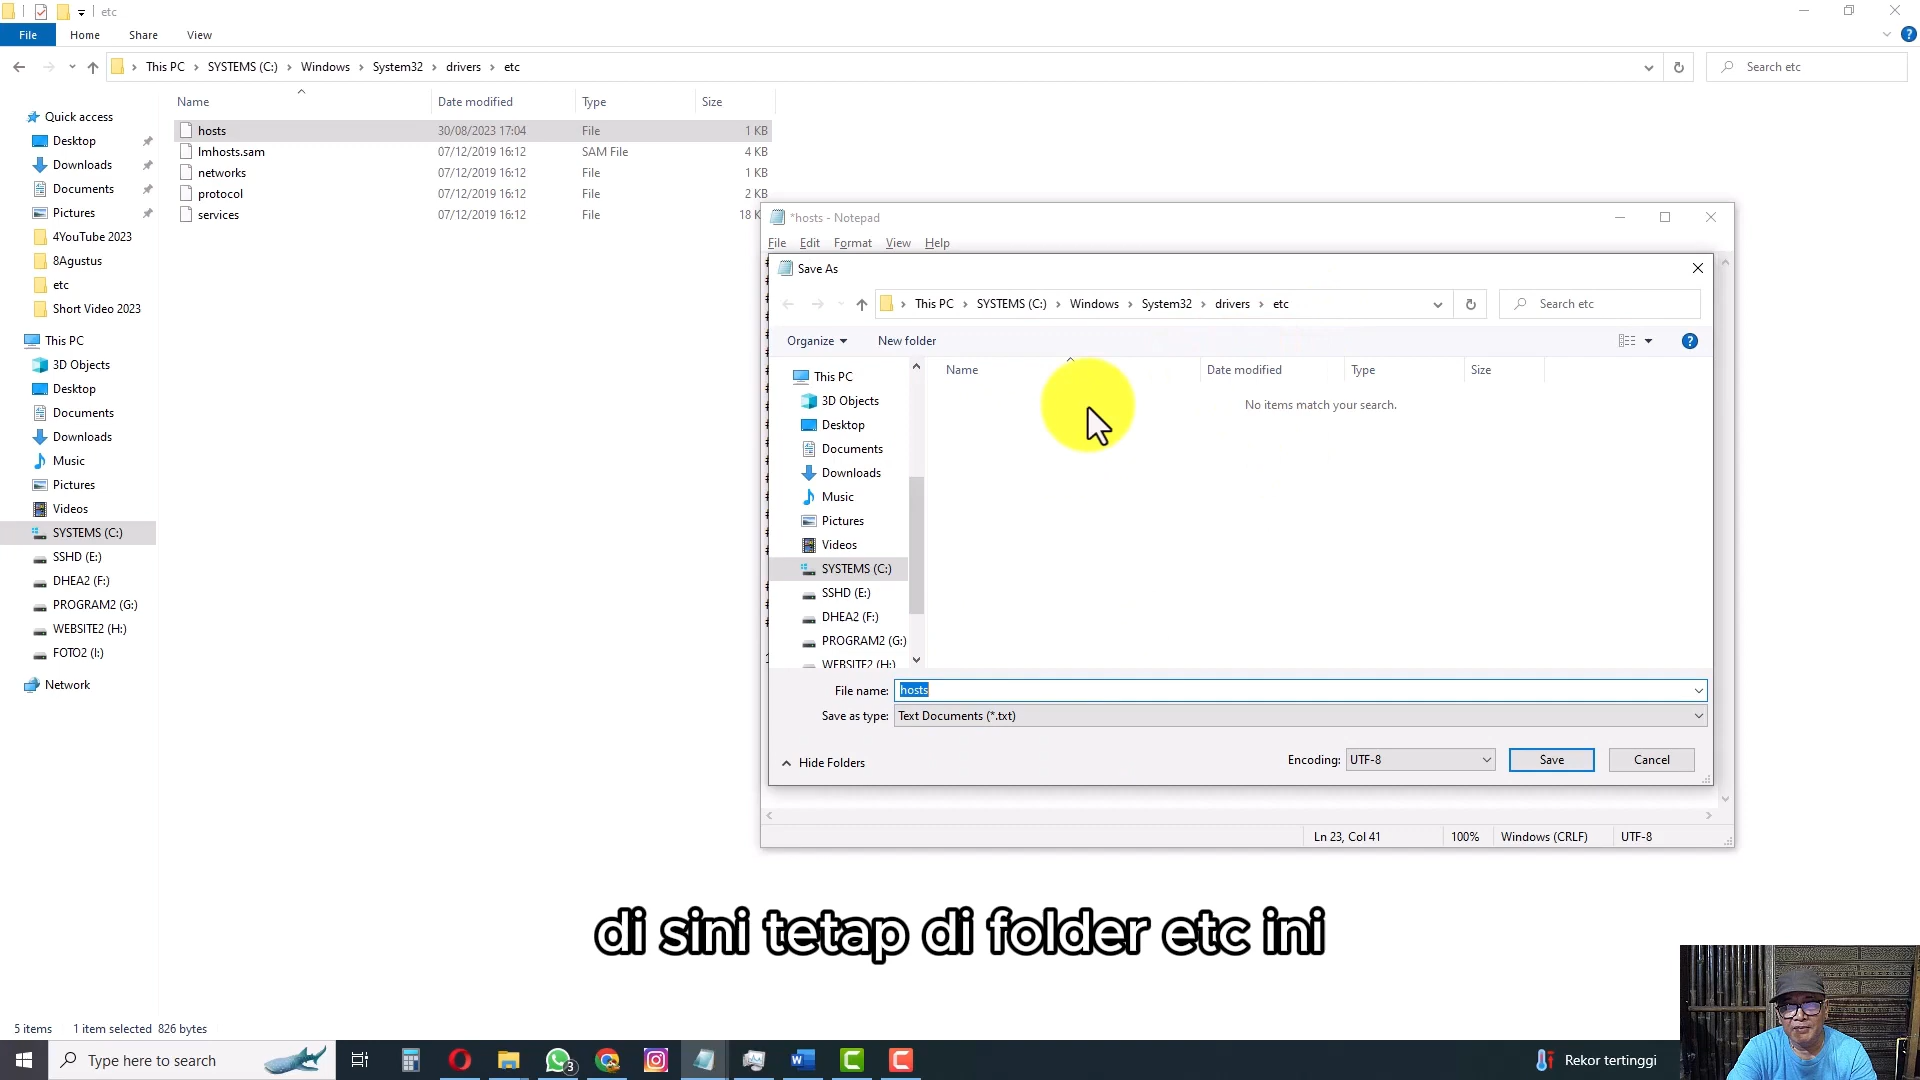 etc
File Home Share View
This PC SYSTEMS (C:) Windows System32 drivers etc
Search etc
Name Date modified Type Size
hosts 30/08/2023 17:04 File 1 KB
lmhosts.sam 07/12/2019 16:12 SAM File 4 KB
networks 07/12/2019 16:12 File 1 KB
protocol 07/12/2019 16:12 File 2 KB
services 07/12/2019 16:12 File 18
Quick access
Desktop
Downloads
Documents
Pictures
4YouTube 2023
8Agustus
etc
Short Video 2023
This PC
3D Objects
Desktop
Documents
Downloads
Music
Pictures
Videos
SYSTEMS (C:)
SSHD (E:)
DHEA2 (F:)
PROGRAM2 (G:)
WEBSITE2 (H:)
FOTO2 (I:)
Network
5 items 1 item selected 826 bytes
*hosts - Notepad
File Edit Format View Help
Save As
This PC SYSTEMS (C:) Windows System32 drivers etc
Search etc
Organize New folder
Name Date modified Type Size
No items match your search.
This PC
3D Objects
Desktop
Documents
Downloads
Music
Pictures
Videos
SYSTEMS (C:)
SSHD (E:)
DHEA2 (F:)
PROGRAM2 (G:)
WEBSITE2 (H:)
File name: hosts
Save as type: Text Documents (*.txt)
Hide Folders
Encoding: UTF-8 Save Cancel
Ln 23, Col 41 100% Windows (CRLF) UTF-8
di sini tetap di folder etc ini
Type here to search
3
Rekor tertinggi